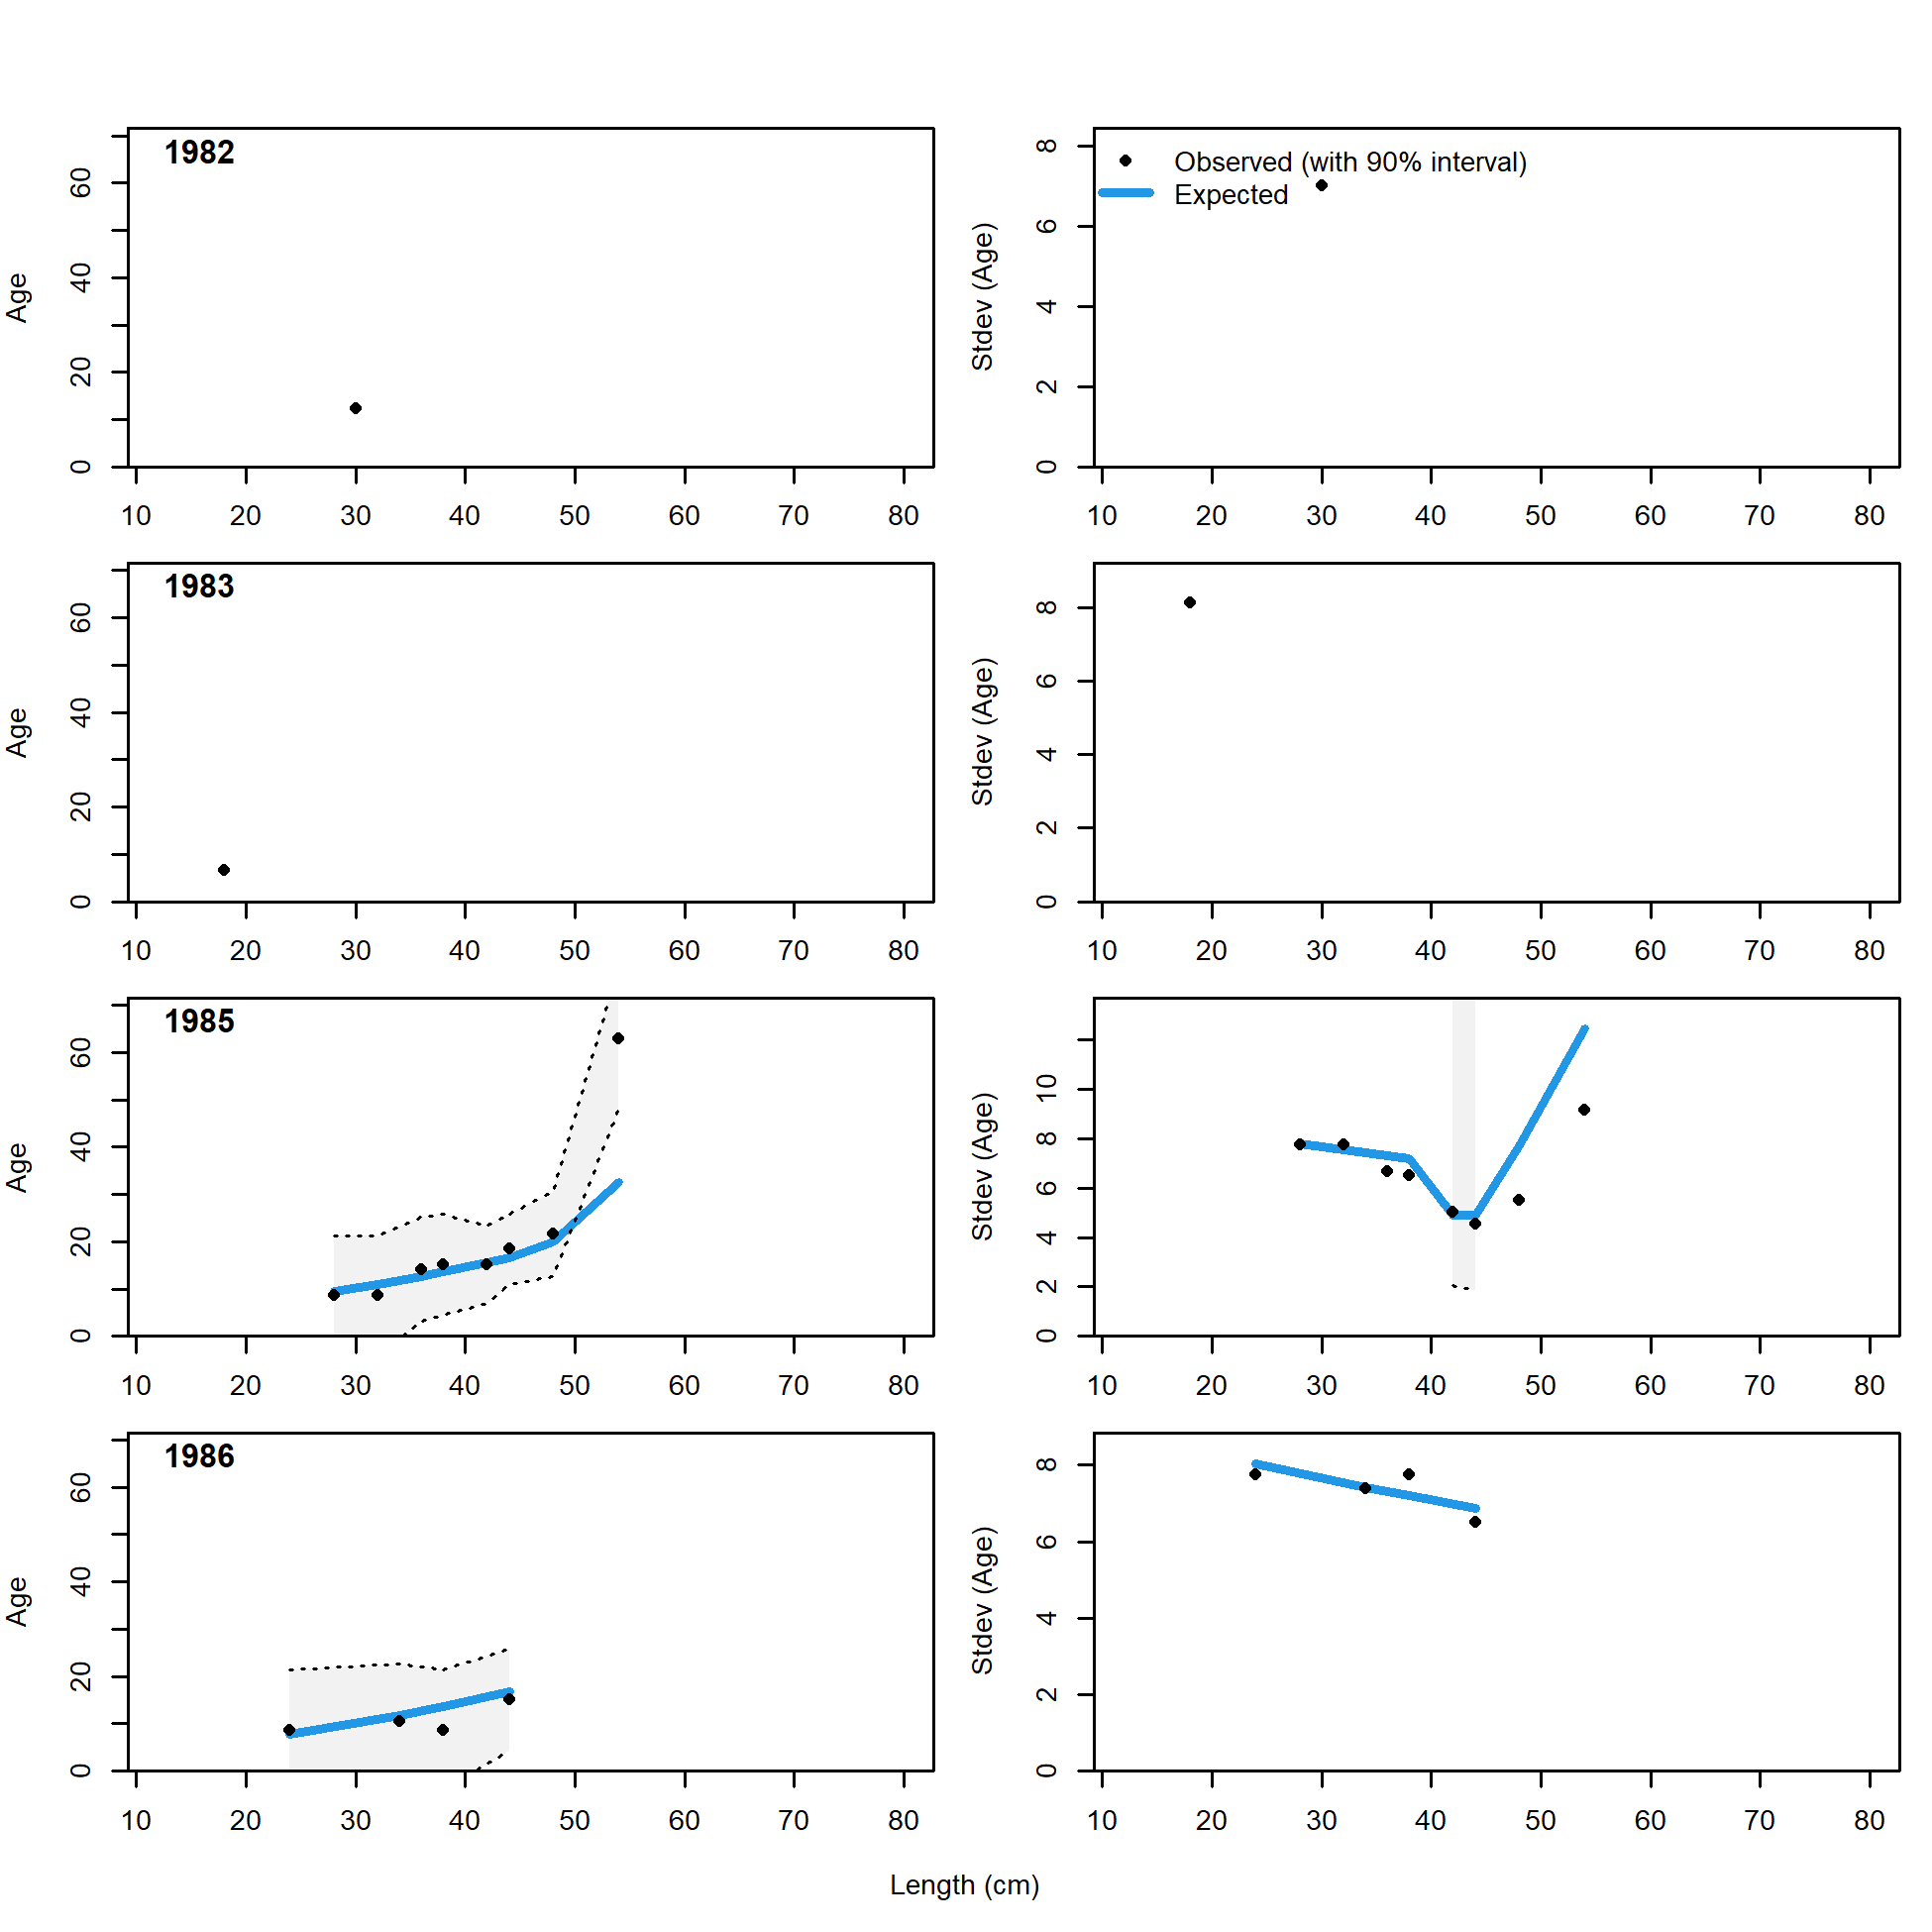 1982
Age
0 20 40 60
10 20 30 40 50 60 70 80
Observed (with 90% interval)
Expected
Stdev (Age)
0 2 4 6 8
10 20 30 40 50 60 70 80
1983
Age
0 20 40 60
10 20 30 40 50 60 70 80
Stdev (Age)
0 2 4 6 8
10 20 30 40 50 60 70 80
1985
Age
0 20 40 60
10 20 30 40 50 60 70 80
Stdev (Age)
0 2 4 6 8 10
10 20 30 40 50 60 70 80
1986
Age
0 20 40 60
10 20 30 40 50 60 70 80
Stdev (Age)
0 2 4 6 8
10 20 30 40 50 60 70 80
Length (cm)